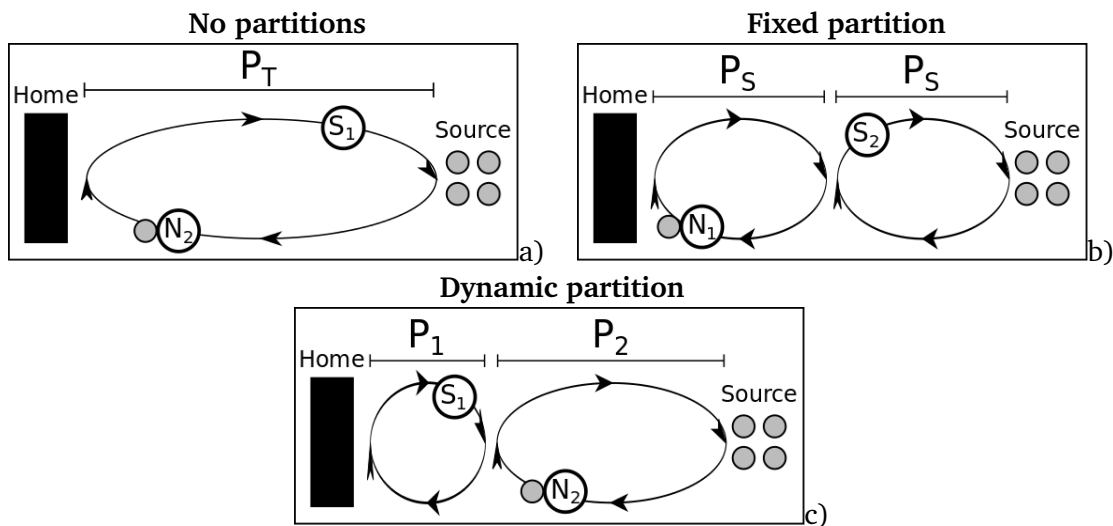 No partitions
P_T
Home
S_1
Source
N_2
a)
Fixed partition
P_S P_S
Home
S_2
Source
N_1
b)
Dynamic partition
P_1 P_2
Home
S_1
Source
N_2
c)